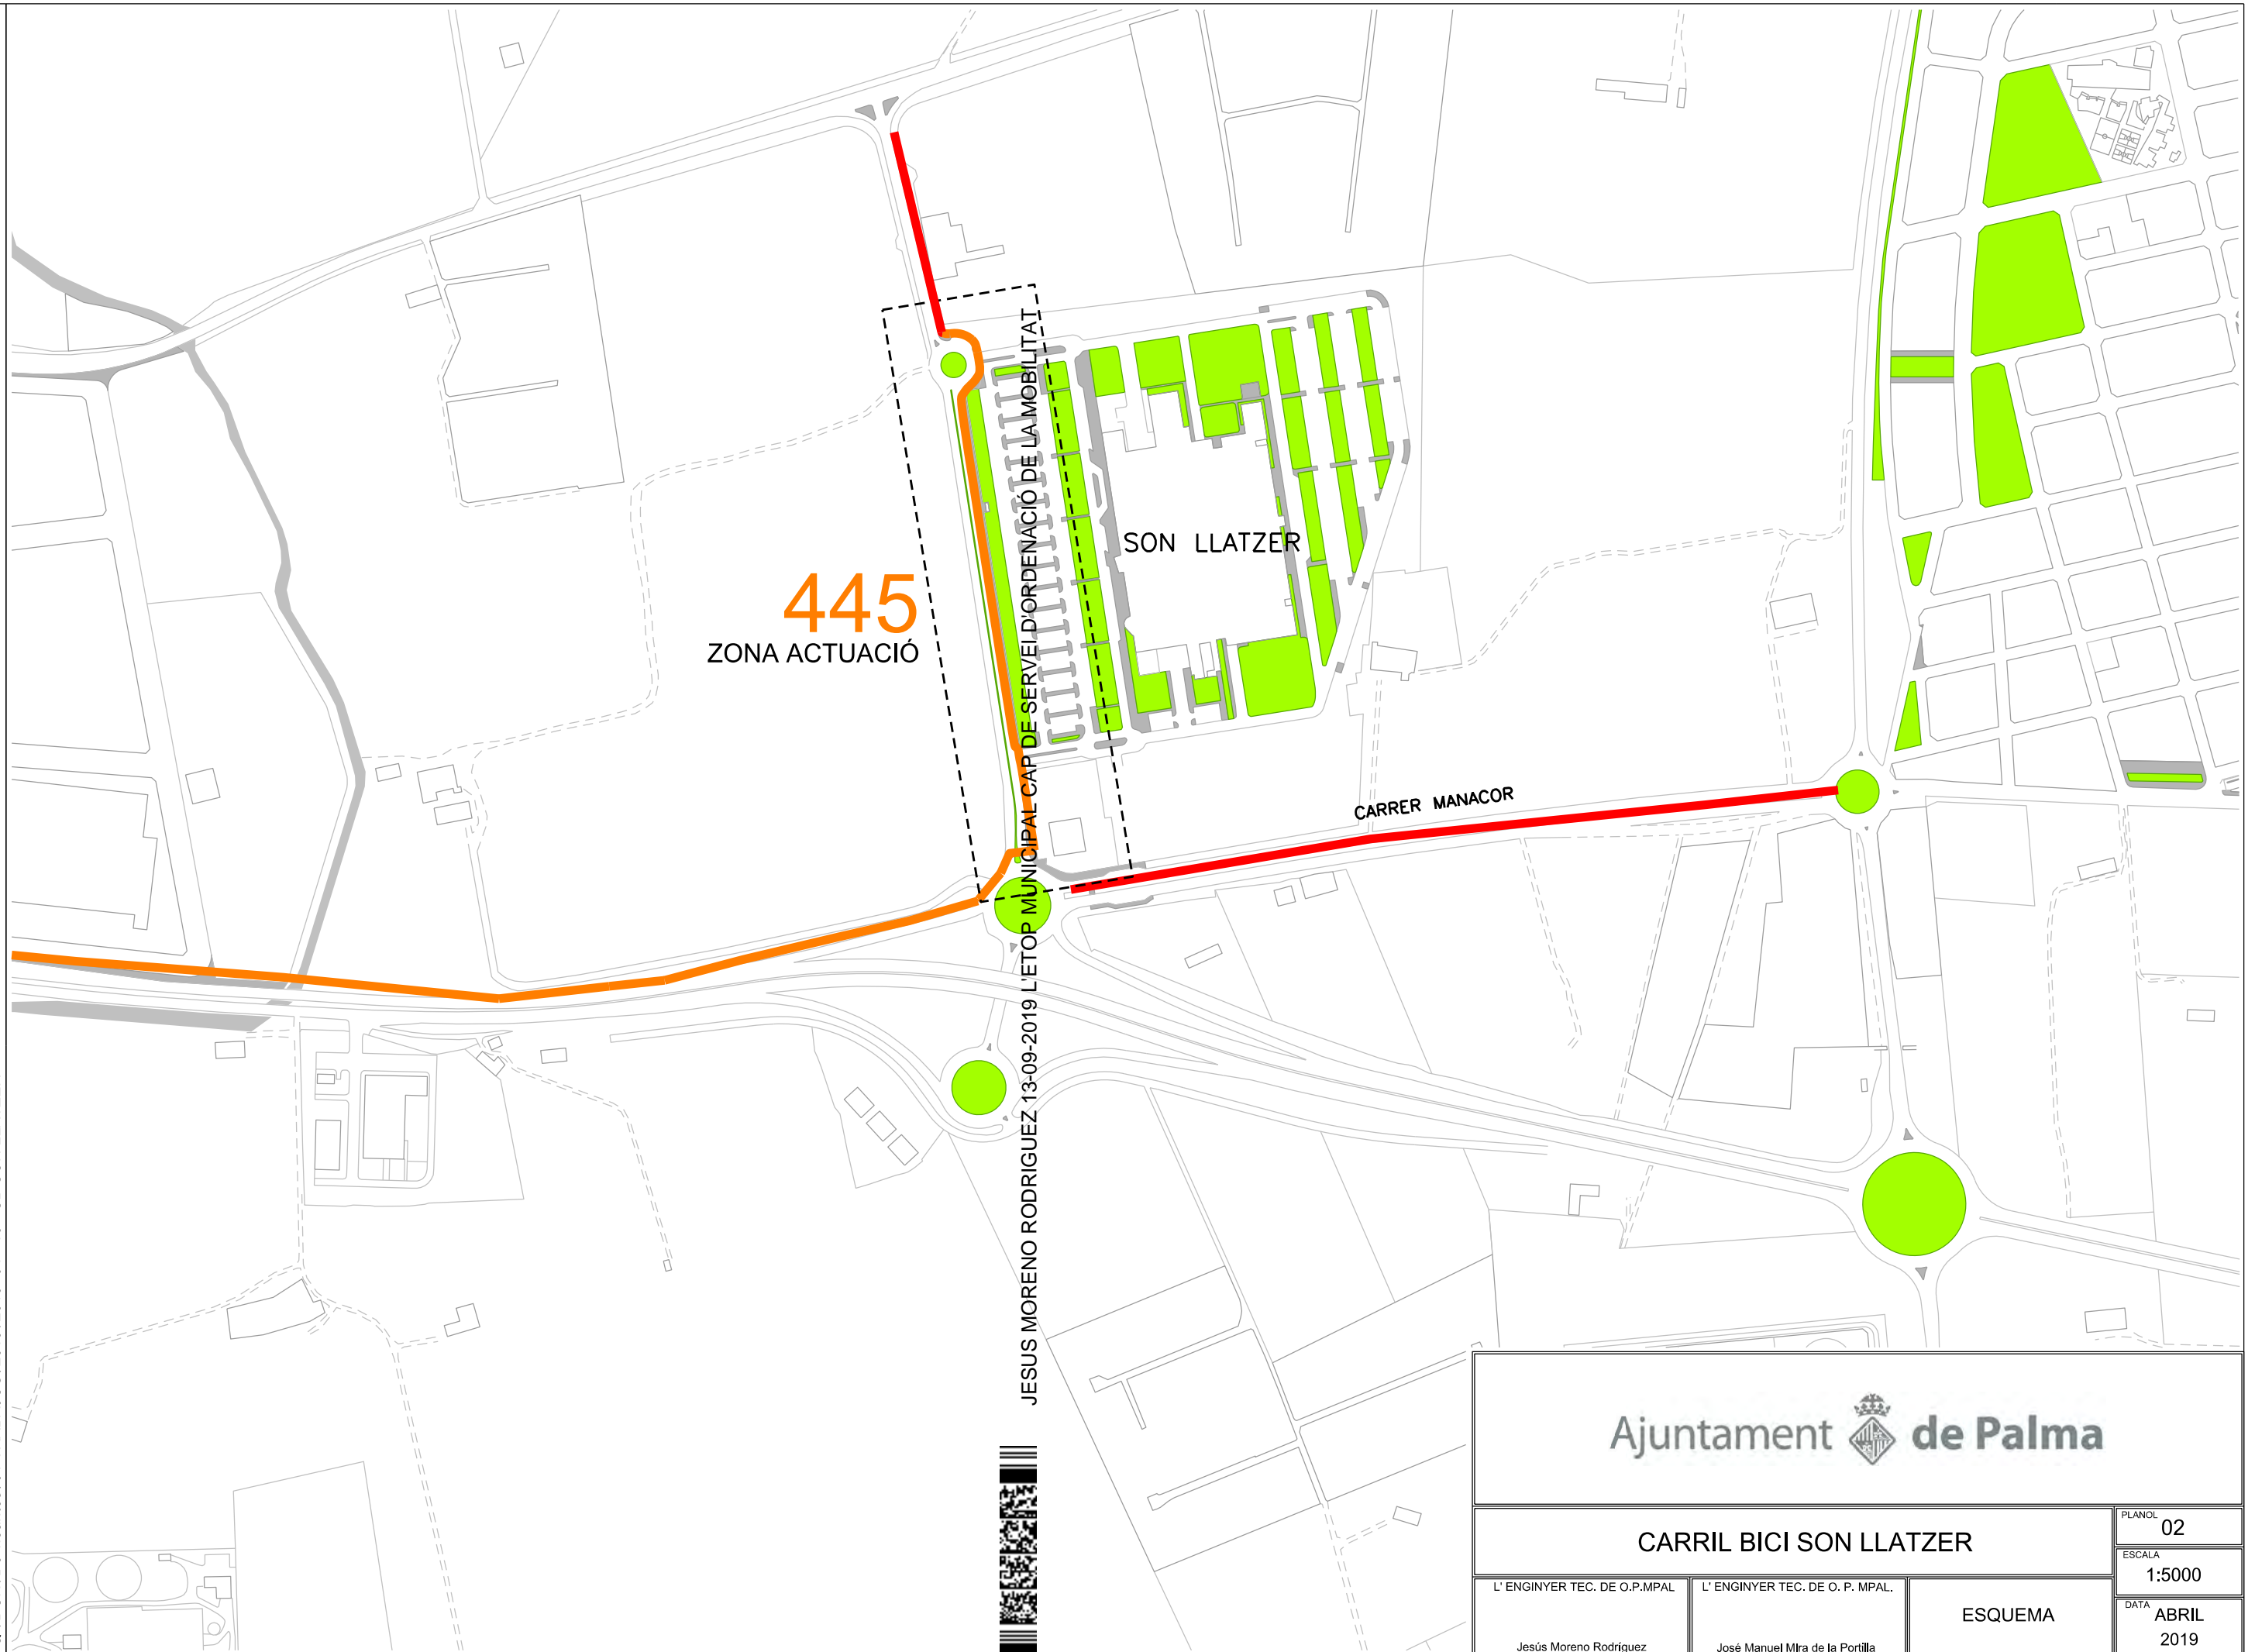 445
ZONA ACTUACIÓ
SON LLATZER
CARRER MANACOR
JESUS MORENO RODRIGUEZ 13-09-2019 L'ETOP MUNICIPAL CAP DE SERVEI D'ORDENACIÓ DE LA MOBILITAT
Ajuntament de Palma
CARRIL BICI SON LLATZER
PLANOL
02
ESCALA
1:5000
L' ENGINYER TEC. DE O.P.MPAL
Jesús Moreno Rodríguez
L' ENGINYER TEC. DE O. P. MPAL.
José Manuel MIra de la Portilla
ESQUEMA
DATA
ABRIL
2019